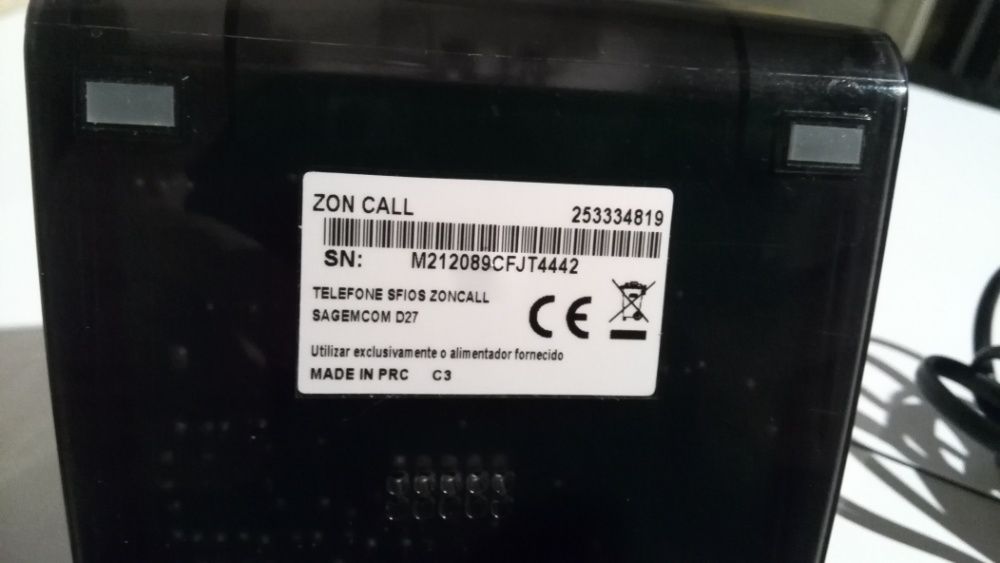 ZON CALL 253334819
SN: M212089CFJT4442
TELEFONE SFIOS ZONCALL
SAGEMCOM D27
CE
Utilizar exclusivamente o alimentador fornecido
MADE IN PRC C3